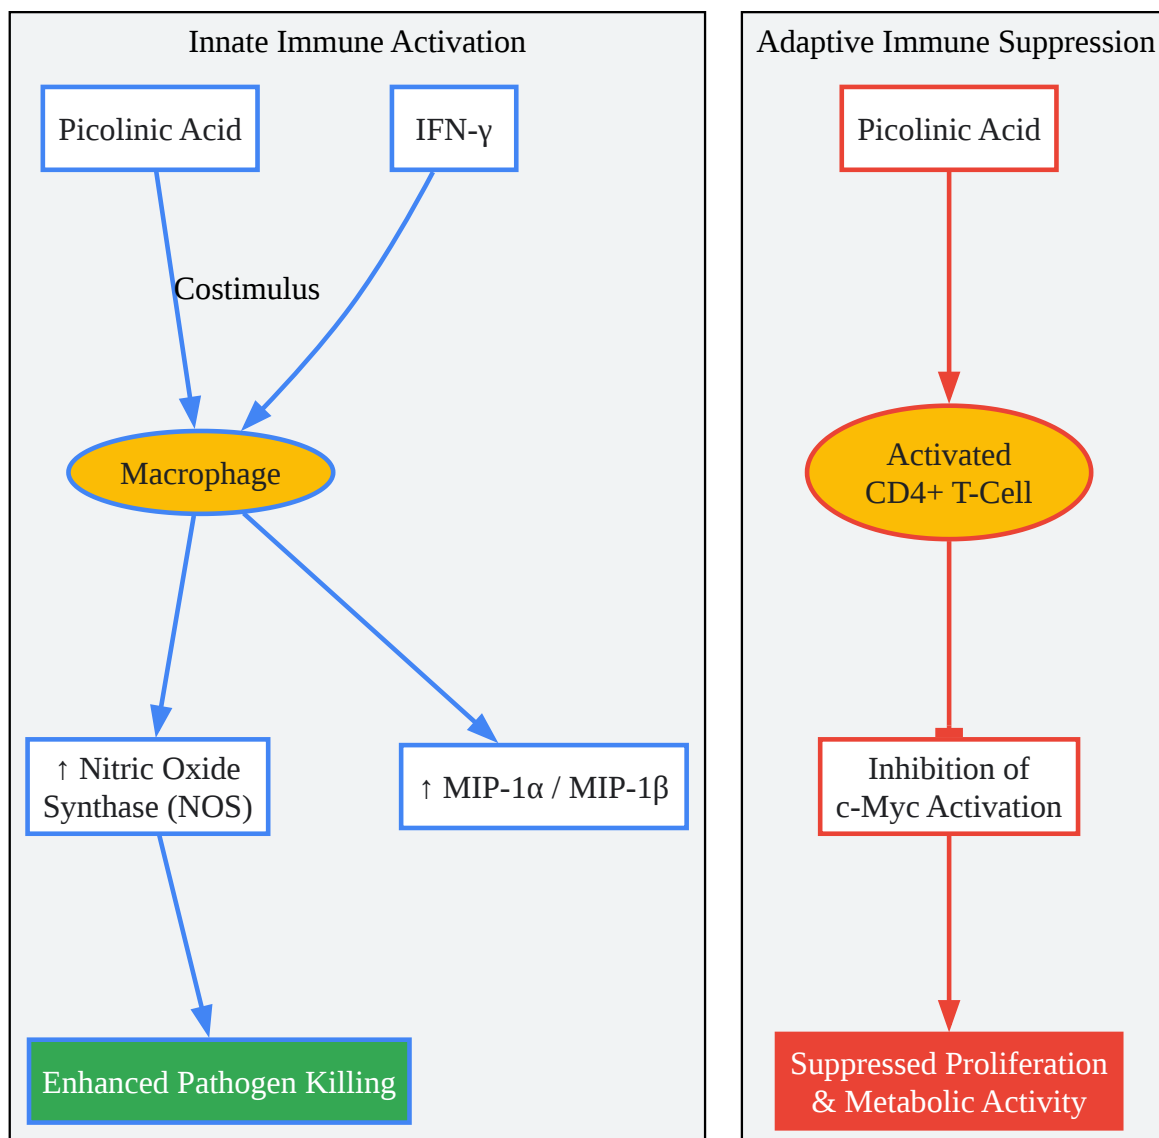 Innate Immune Activation
Picolinic Acid
IFN-γ
Costimulus
Macrophage
↑ Nitric Oxide
Synthase (NOS)
↑ MIP-1α / MIP-1β
Enhanced Pathogen Killing
Adaptive Immune Suppression
Picolinic Acid
Activated
CD4+ T-Cell
Inhibition of
c-Myc Activation
Suppressed Proliferation
& Metabolic Activity